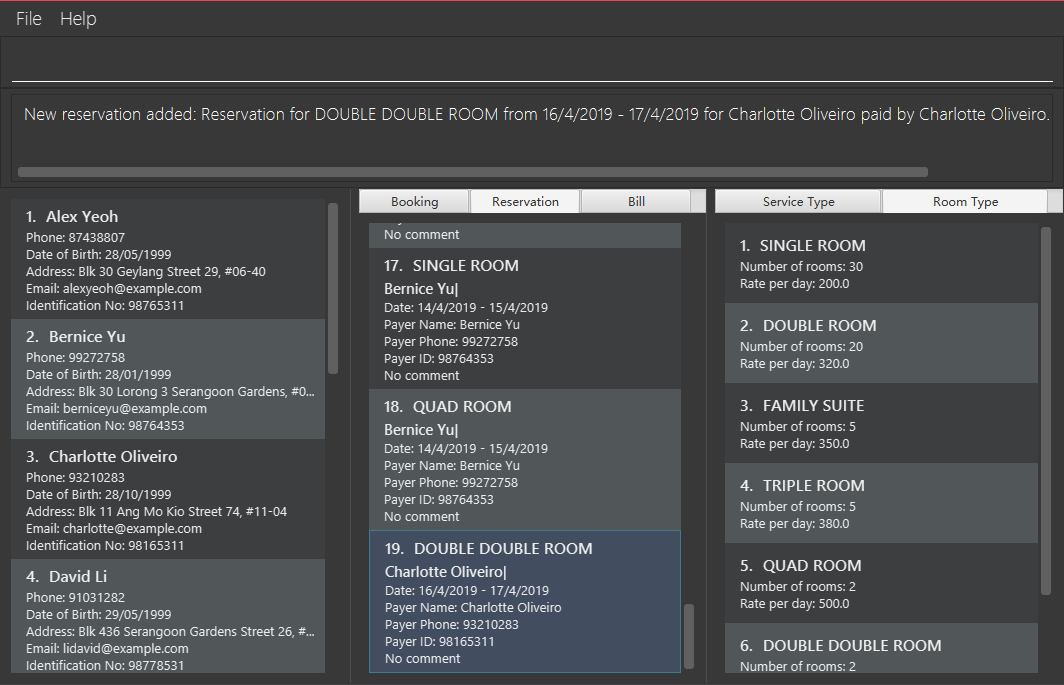 File Help
New reservation added: Reservation for DOUBLE DOUBLE ROOM from 16/4/2019 - 17/4/2019 for Charlotte Oliveiro paid by Charlotte Oliveiro.
1. Alex Yeoh
Phone: 87438807
Date of Birth: 28/05/1999
Address: Blk 30 Geylang Street 29, #06-40
Email: alexyeoh@example.com
Identification No: 98765311
2. Bernice Yu
Phone: 99272758
Date of Birth: 28/01/1999
Address: Blk 30 Lorong 3 Serangoon Gardens, #0...
Email: berniceyu@example.com
Identification No: 98764353
3. Charlotte Oliveiro
Phone: 93210283
Date of Birth: 28/10/1999
Address: Blk 11 Ang Mo Kio Street 74, #11-04
Email: charlotte@example.com
Identification No: 98165311
4. David Li
Phone: 91031282
Date of Birth: 29/05/1999
Address: Blk 436 Serangoon Gardens Street 26, #...
Email: lidavid@example.com
Identification No: 98778531
Booking Reservation Bill
No comment
17. SINGLE ROOM
Bernice Yu|
Date: 14/4/2019 - 15/4/2019
Payer Name: Bernice Yu
Payer Phone: 99272758
Payer ID: 98764353
No comment
18. QUAD ROOM
Bernice Yu|
Date: 14/4/2019 - 15/4/2019
Payer Name: Bernice Yu
Payer Phone: 99272758
Payer ID: 98764353
No comment
19. DOUBLE DOUBLE ROOM
Charlotte Oliveiro|
Date: 16/4/2019 - 17/4/2019
Payer Name: Charlotte Oliveiro
Payer Phone: 93210283
Payer ID: 98165311
No comment
Service Type Room Type
1. SINGLE ROOM
Number of rooms: 30
Rate per day: 200.0
2. DOUBLE ROOM
Number of rooms: 20
Rate per day: 320.0
3. FAMILY SUITE
Number of rooms: 5
Rate per day: 350.0
4. TRIPLE ROOM
Number of rooms: 5
Rate per day: 380.0
5. QUAD ROOM
Number of rooms: 2
Rate per day: 500.0
6. DOUBLE DOUBLE ROOM
Number of rooms: 2